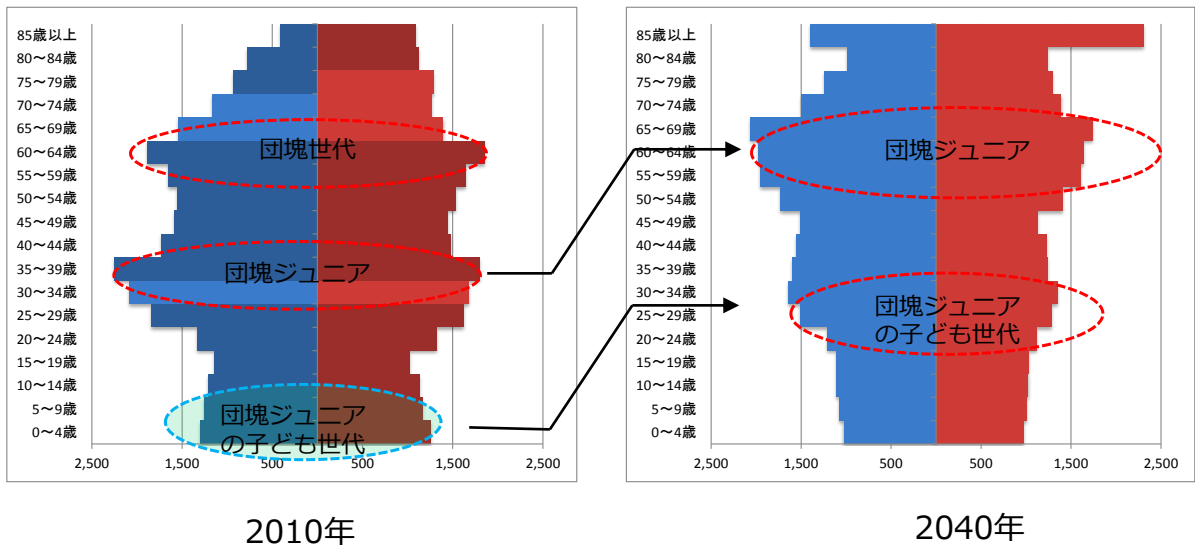 85歳以上
80～84歳
75～79歳
70～74歳
65～69歳
60～64歳
55～59歳
50～54歳
45～49歳
40～44歳
35～39歳
30～34歳
25～29歳
20～24歳
15～19歳
10～14歳
5～9歳
0～4歳
団塊世代
団塊ジュニア
団塊ジュニア
の子ども世代
2,500 1,500 500 500 1,500 2,500
2010年
85歳以上
80～84歳
75～79歳
70～74歳
65～69歳
60～64歳
55～59歳
50～54歳
45～49歳
40～44歳
35～39歳
30～34歳
25～29歳
20～24歳
15～19歳
10～14歳
5～9歳
0～4歳
団塊ジュニア
団塊ジュニア
の子ども世代
2,500 1,500 500 500 1,500 2,500
2040年